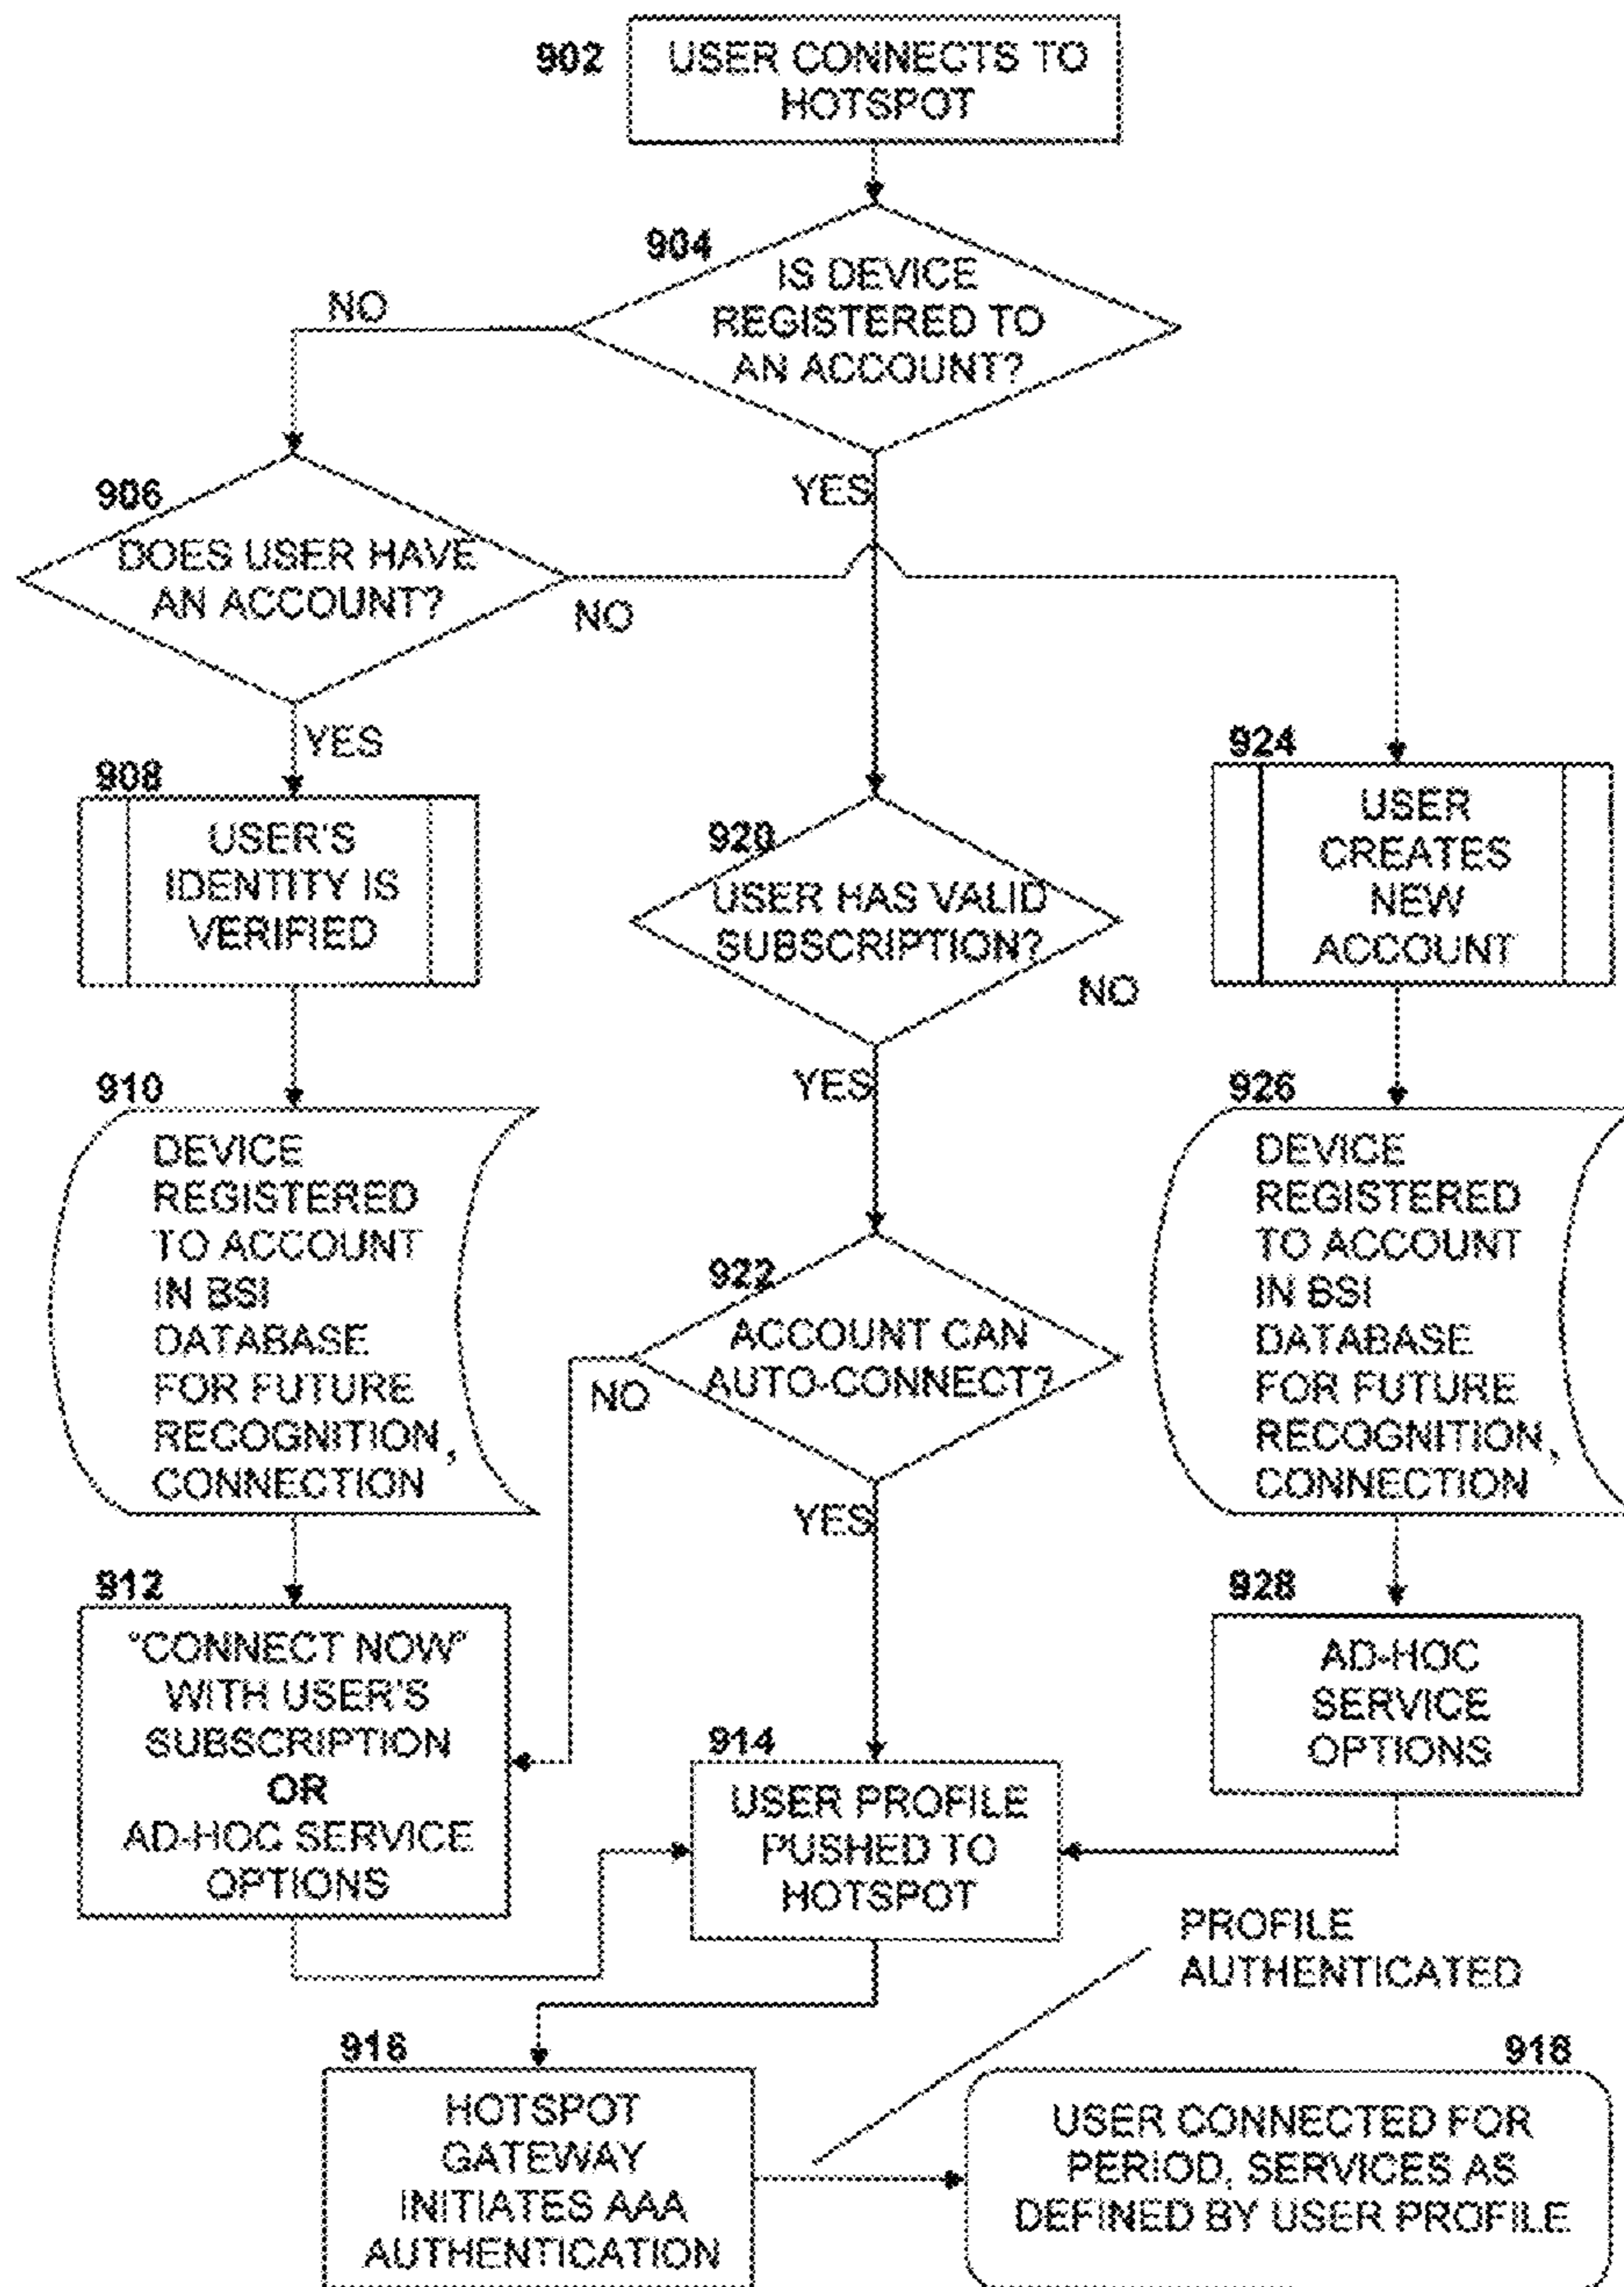 902
USER CONNECTS TO
HOTSPOT
904
IS DEVICE
REGISTERED TO
AN ACCOUNT?
NO
YES
906
DOES USER HAVE
AN ACCOUNT?
NO
YES
908
USER'S
IDENTITY IS
VERIFIED
920
USER HAS VALID
SUBSCRIPTION?
NO
YES
924
USER
CREATES
NEW
ACCOUNT
910
DEVICE
REGISTERED
TO ACCOUNT
IN BSI
DATABASE
FOR FUTURE
RECOGNITION,
CONNECTION
922
ACCOUNT CAN
AUTO-CONNECT?
NO
YES
926
DEVICE
REGISTERED
TO ACCOUNT
IN BSI
DATABASE
FOR FUTURE
RECOGNITION,
CONNECTION
912
"CONNECT NOW"
WITH USER'S
SUBSCRIPTION
OR
AD-HOC SERVICE
OPTIONS
914
USER PROFILE
PUSHED TO
HOTSPOT
928
AD-HOC
SERVICE
OPTIONS
PROFILE
AUTHENTICATED
916
HOTSPOT
GATEWAY
INITIATES AAA
AUTHENTICATION
918
USER CONNECTED FOR
PERIOD, SERVICES AS
DEFINED BY USER PROFILE